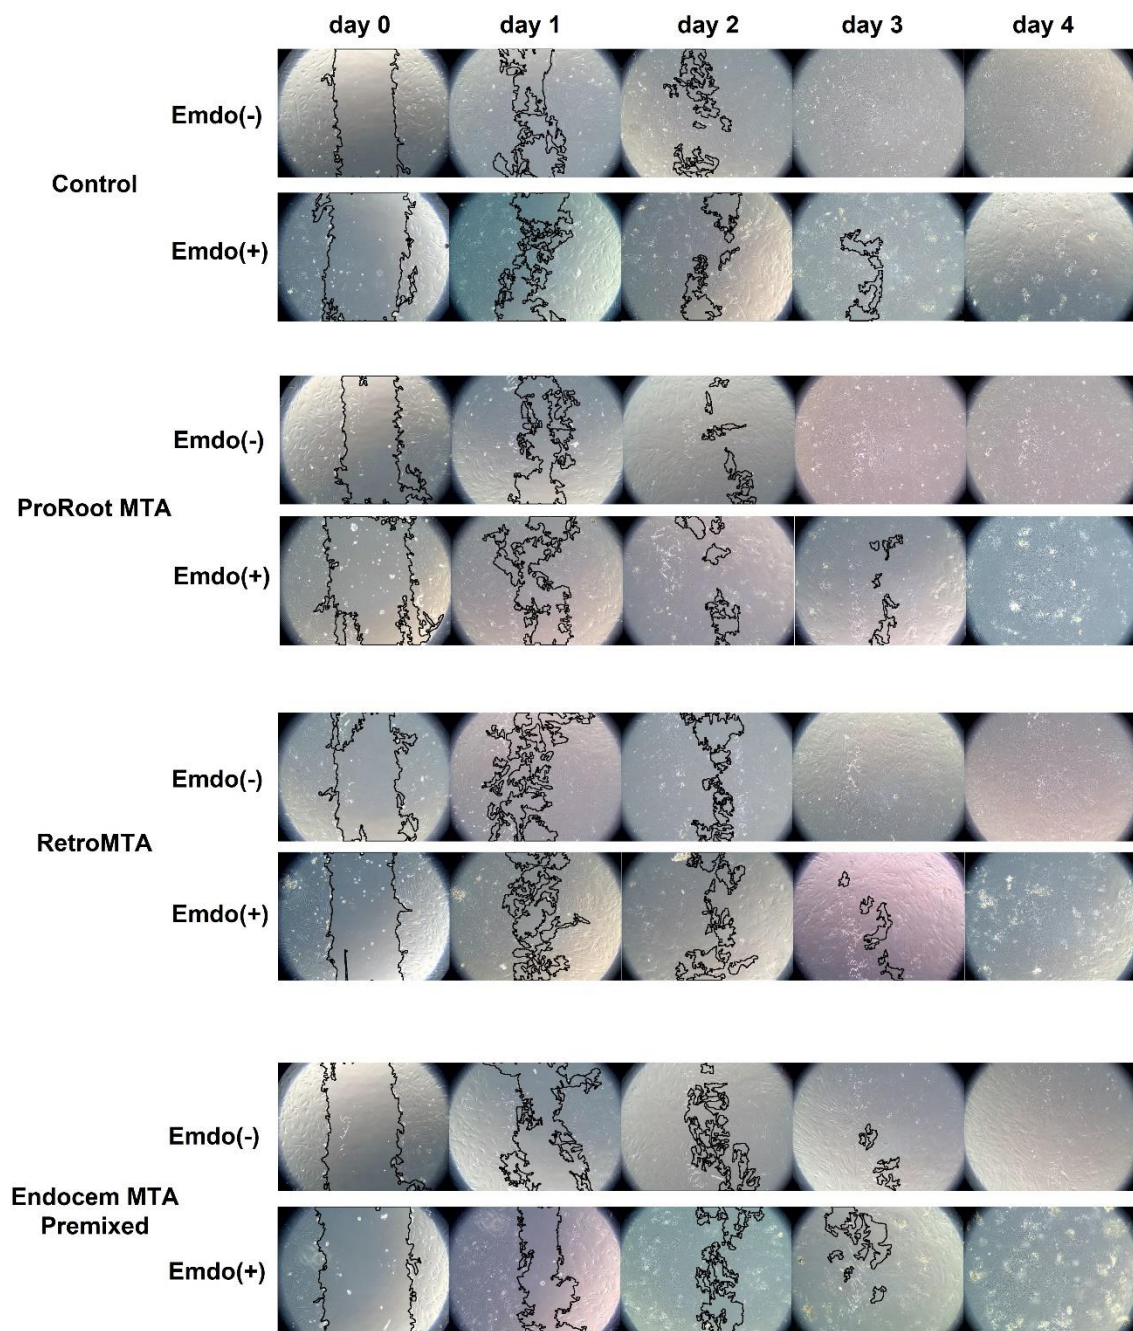 day 0 day 1 day 2 day 3 day 4
Emdo(-)
Control
Emdo(+)
Emdo(-)
ProRoot MTA
Emdo(+)
Emdo(-)
RetroMTA
Emdo(+)
Emdo(-)
Endocem MTA
Premixed
Emdo(+)